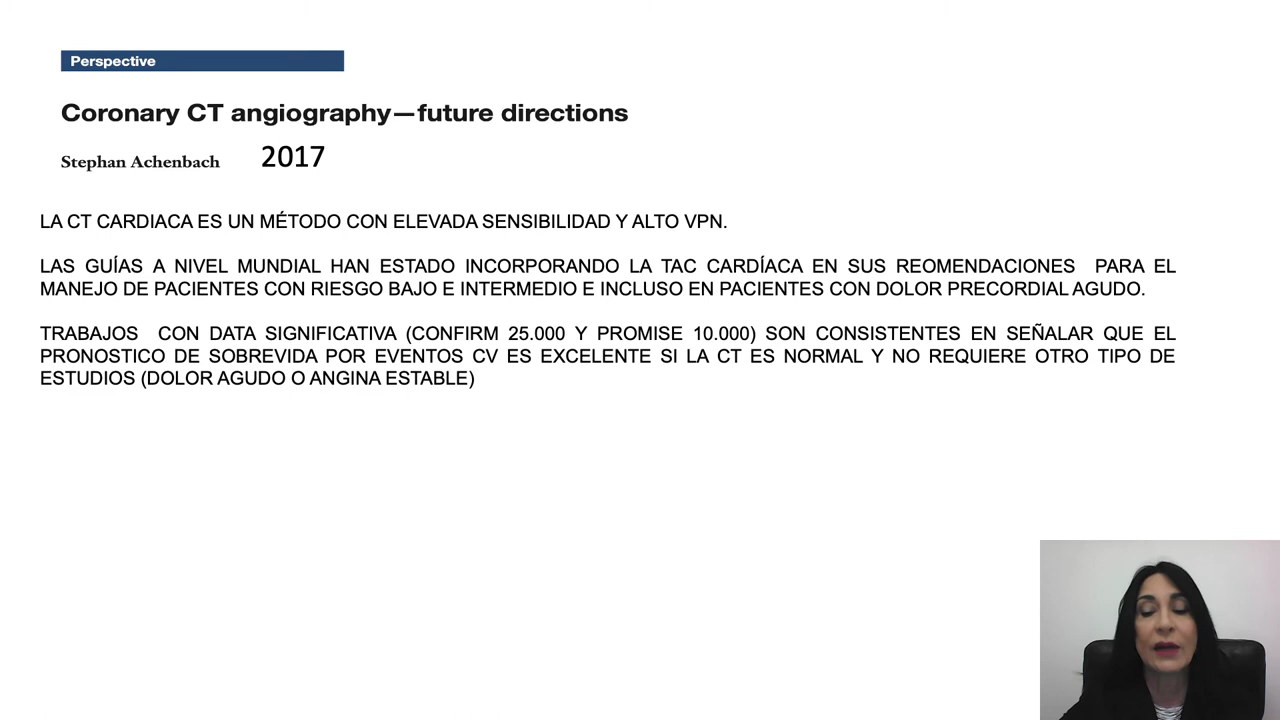 Perspective
Coronary CT angiography—future directions
Stephan Achenbach 2017
LA CT CARDIACA ES UN MÉTODO CON ELEVADA SENSIBILIDAD Y ALTO VPN.
LAS GUÍAS A NIVEL MUNDIAL HAN ESTADO INCORPORANDO LA TAC CARDÍACA EN SUS REOMENDACIONES PARA EL
MANEJO DE PACIENTES CON RIESGO BAJO E INTERMEDIO E INCLUSO EN PACIENTES CON DOLOR PRECORDIAL AGUDO.
TRABAJOS CON DATA SIGNIFICATIVA (CONFIRM 25.000 Y PROMISE 10.000) SON CONSISTENTES EN SEÑALAR QUE EL
PRONOSTICO DE SOBREVIDA POR EVENTOS CV ES EXCELENTE SI LA CT ES NORMAL Y NO REQUIERE OTRO TIPO DE
ESTUDIOS (DOLOR AGUDO O ANGINA ESTABLE)